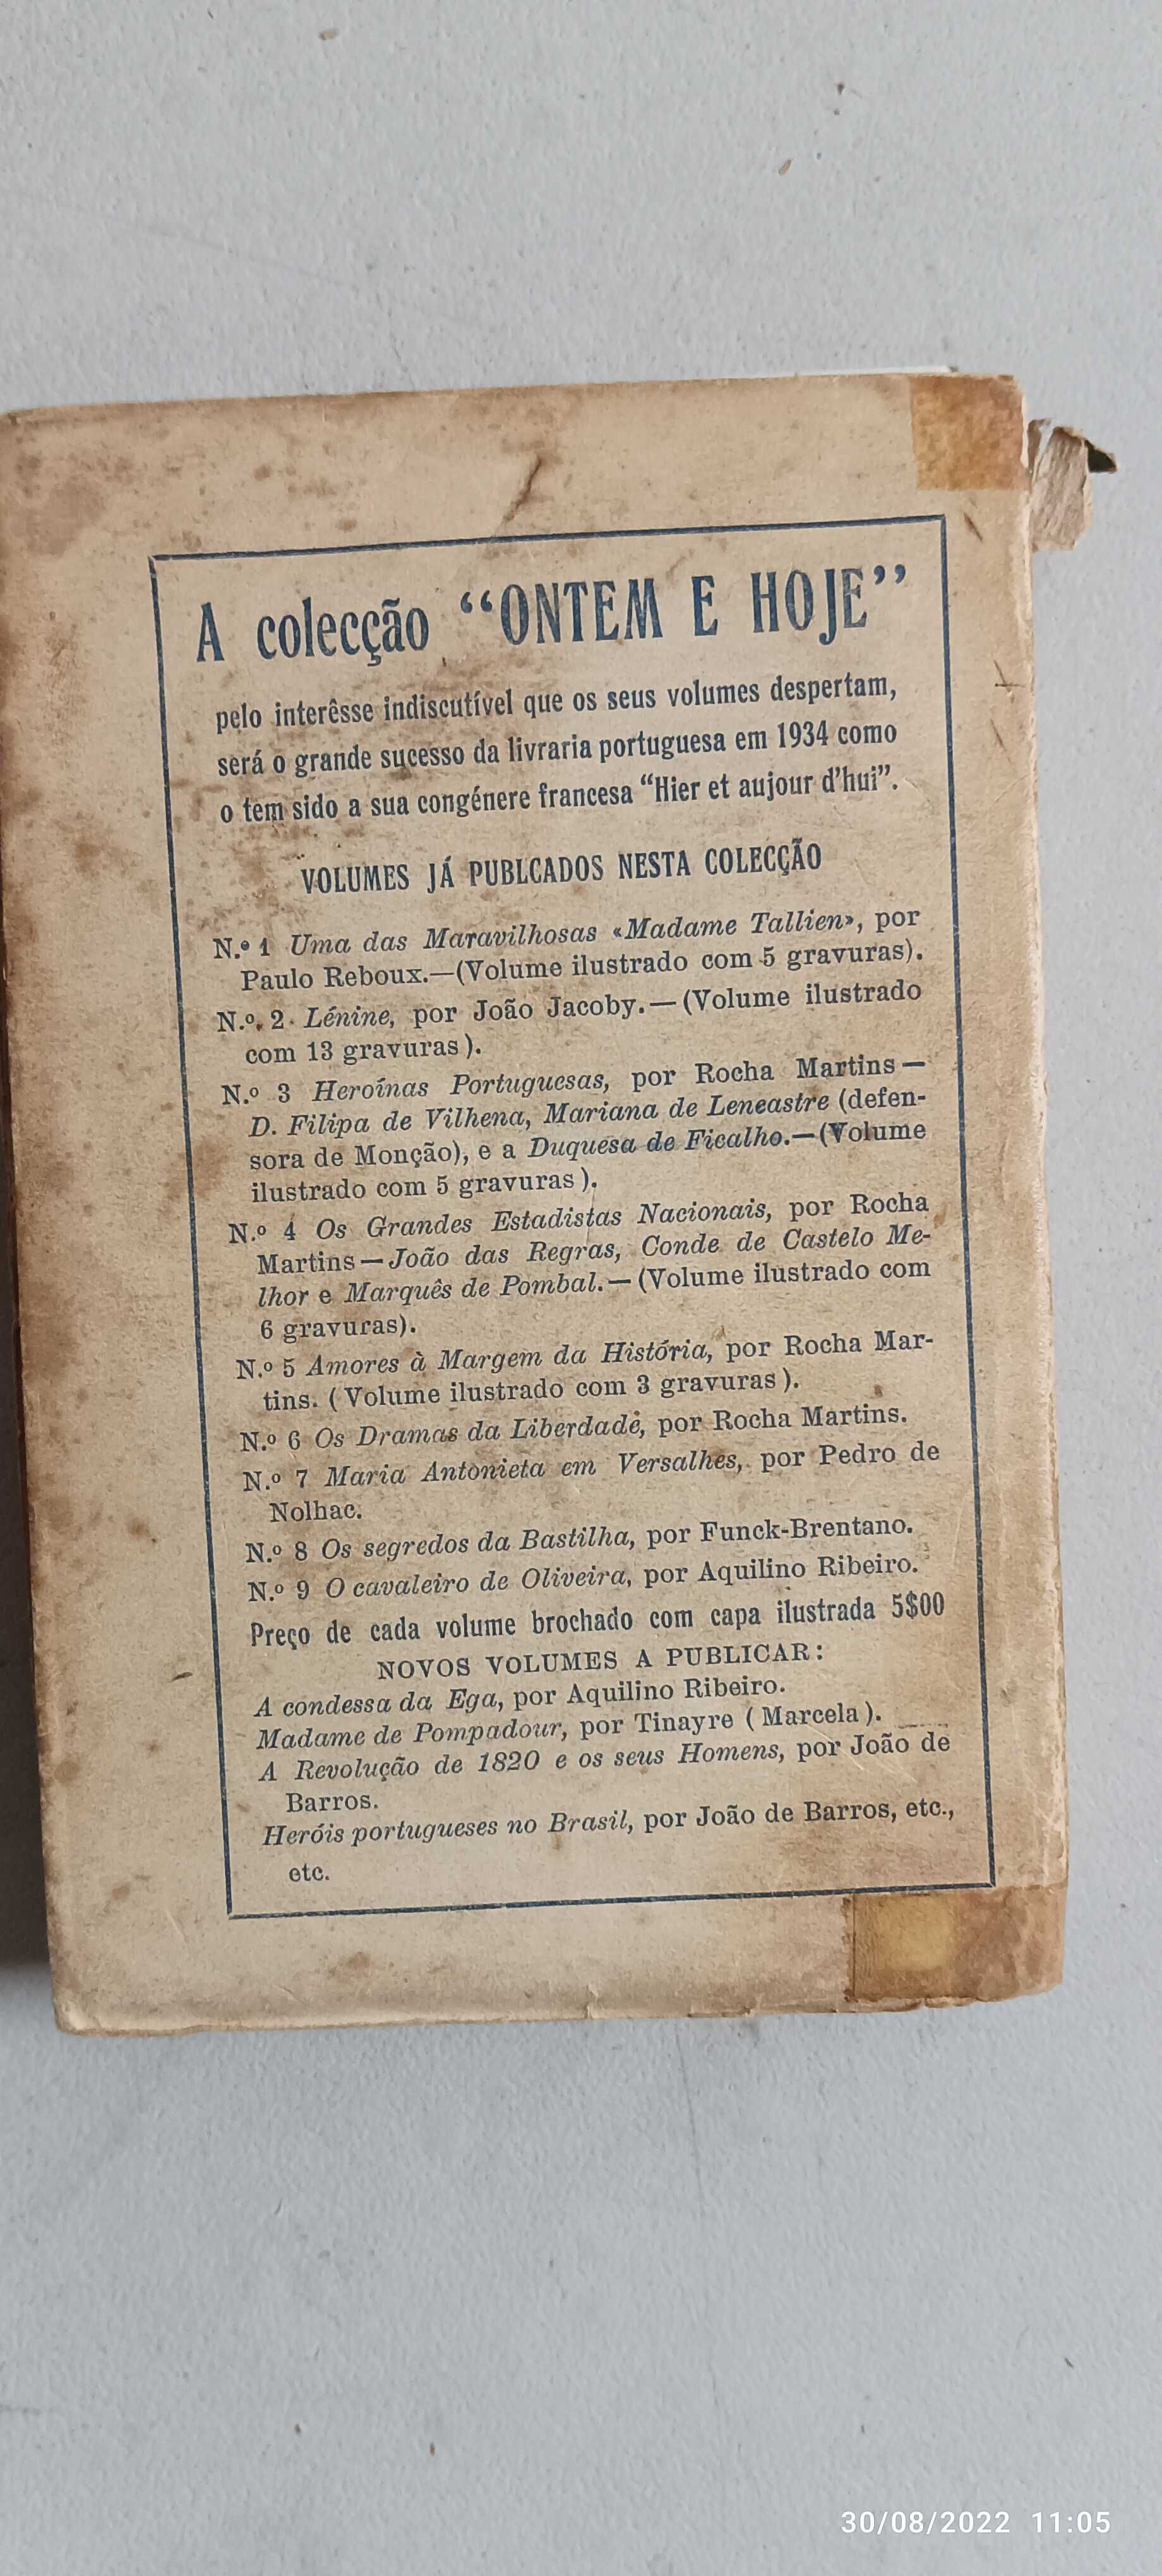 A colecção “ONTEM E HOJE”
pelo interêsse indiscutível que os seus volumes despertam,
será o grande sucesso da livraria portuguesa em 1934 como
o tem sido a sua congénere francesa “Hier et aujour d’hui”.
VOLUMES JÁ PUBLCADOS NESTA COLECÇÃO
N.º 1 Uma das Maravilhosas «Madame Tallien», por
Paulo Reboux.—(Volume ilustrado com 5 gravuras).
N.º 2 Lénine, por João Jacoby.—(Volume ilustrado
com 13 gravuras).
N.º 3 Heroínas Portuguesas, por Rocha Martins—
D. Filipa de Vilhena, Mariana de Leneastre (defen-
sora de Monção), e a Duquesa de Ficalho.—(Volume
ilustrado com 5 gravuras).
N.º 4 Os Grandes Estadistas Nacionais, por Rocha
Martins—João das Regras, Conde de Castelo Me-
lhor e Marquês de Pombal.—(Volume ilustrado com
6 gravuras).
N.º 5 Amores à Margem da História, por Rocha Mar-
tins. (Volume ilustrado com 3 gravuras).
N.º 6 Os Dramas da Liberdade, por Rocha Martins.
N.º 7 Maria Antonieta em Versalhes, por Pedro de
Nolhac.
N.º 8 Os segredos da Bastilha, por Funck-Brentano.
N.º 9 O cavaleiro de Oliveira, por Aquilino Ribeiro.
Preço de cada volume brochado com capa ilustrada 5$00
NOVOS VOLUMES A PUBLICAR:
A condessa da Ega, por Aquilino Ribeiro.
Madame de Pompadour, por Tinayre (Marcela).
A Revolução de 1820 e os seus Homens, por João de
Barros.
Heróis portugueses no Brasil, por João de Barros, etc.,
etc.
30/08/2022 11:05